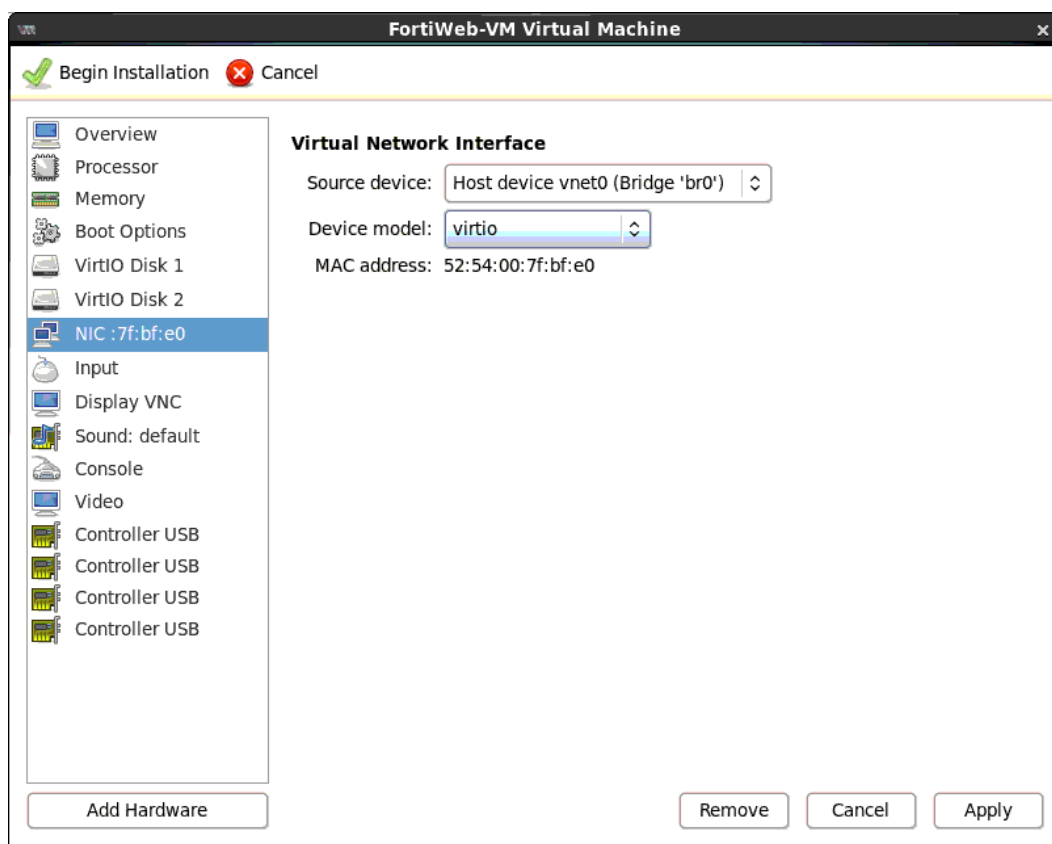 FortiWeb-VM Virtual Machine
Begin Installation Cancel
Overview
Processor
Memory
Boot Options
VirtIO Disk 1
VirtIO Disk 2
NIC :7f:bf:e0
Input
Display VNC
Sound: default
Console
Video
Controller USB
Controller USB
Controller USB
Controller USB
Add Hardware
Virtual Network Interface
Source device: Host device vnet0 (Bridge 'br0')
Device model: virtio
MAC address: 52:54:00:7f:bf:e0
Remove Cancel Apply